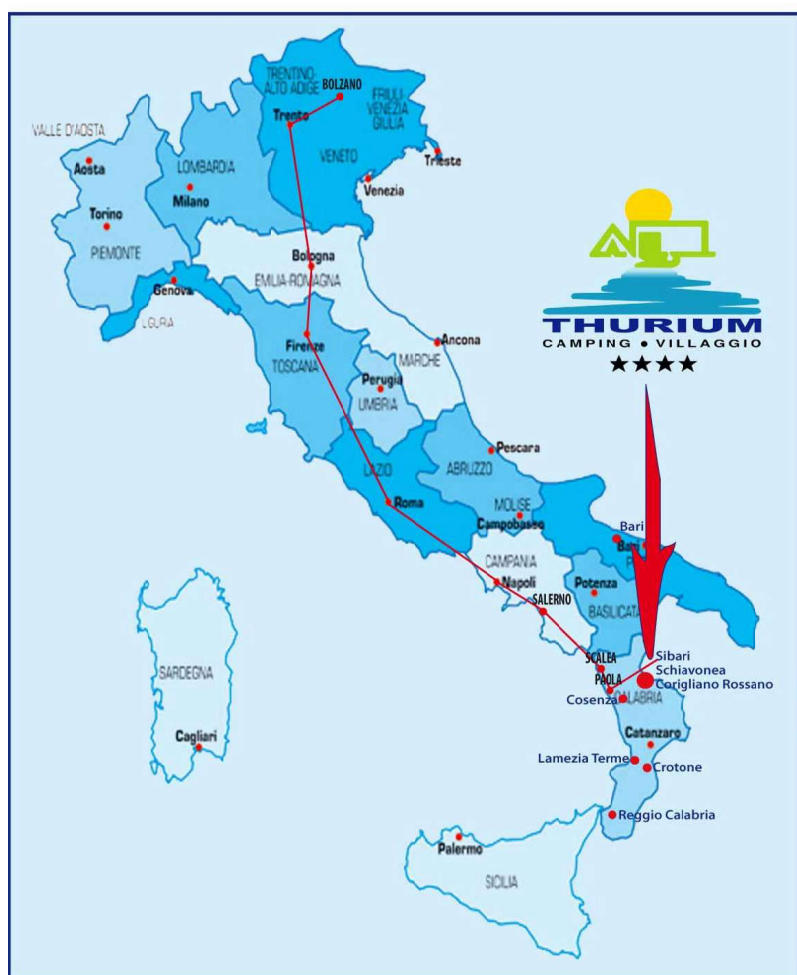 TRENTINO-
ALTO ADIGE
BOLZANO
FRIULI-
VENEZIA
GIULIA
Trento
VALLE D'AOSTA
Aosta
LOMBARDIA
VENETO
Trieste
Venezia
Milano
Torino
PIEMONTE
Bologna
EMILIA-ROMAGNA
Genova
LIGURIA
Firenze
TOSCANA
Ancona
MARCHE
Perugia
UMBRIA
THURIUM
CAMPING • VILLAGGIO
★★★★
Pescara
ABRUZZO
LAZIO
Roma
MOLISE
Campobasso
Bari
Bari
CAMPANIA
Napoli
Potenza
BASILICATA
SALERNO
SCALEA
PAOLA
Sibari
Schiavonea
Corigliano Rossano
Cosenza
CALABRIA
SARDEGNA
Cagliari
Catanzaro
Lamezia Terme
Crotone
Reggio Calabria
Palermo
SICILIA